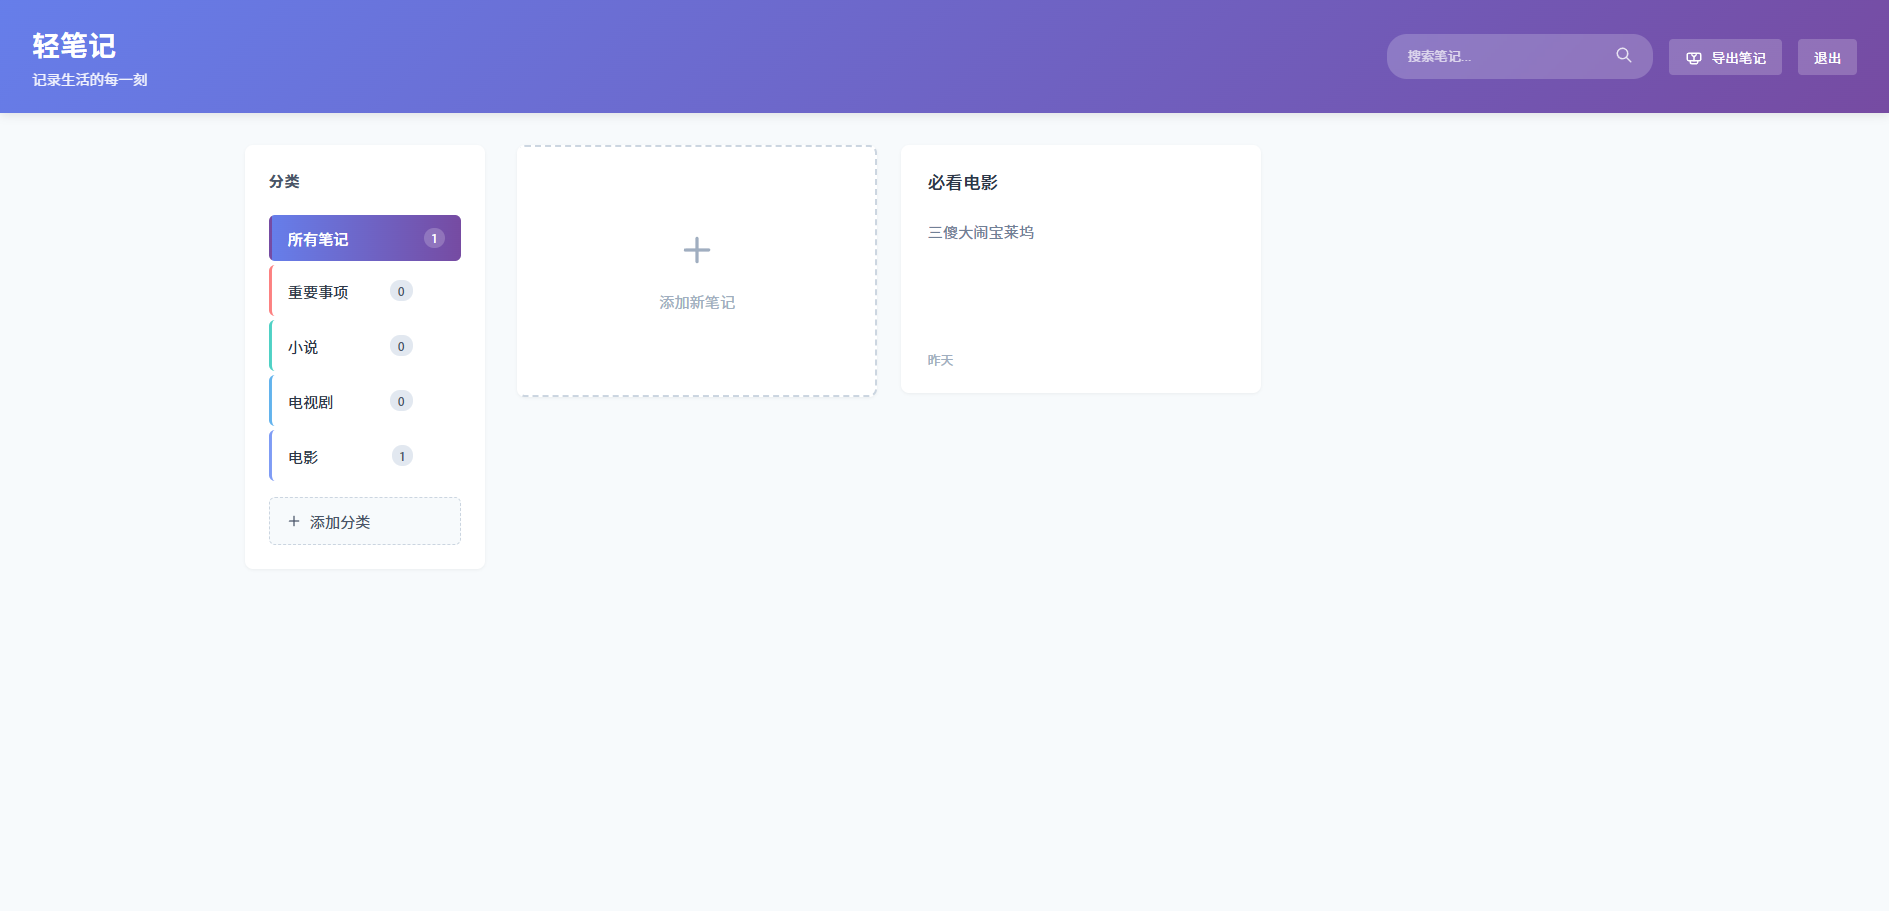 轻笔记
记录生活的每一刻
搜索笔记...
导出笔记
退出
分类
所有笔记 1
重要事项 0
小说 0
电视剧 0
电影 1
添加分类
添加新笔记
必看电影
三傻大闹宝莱坞
昨天